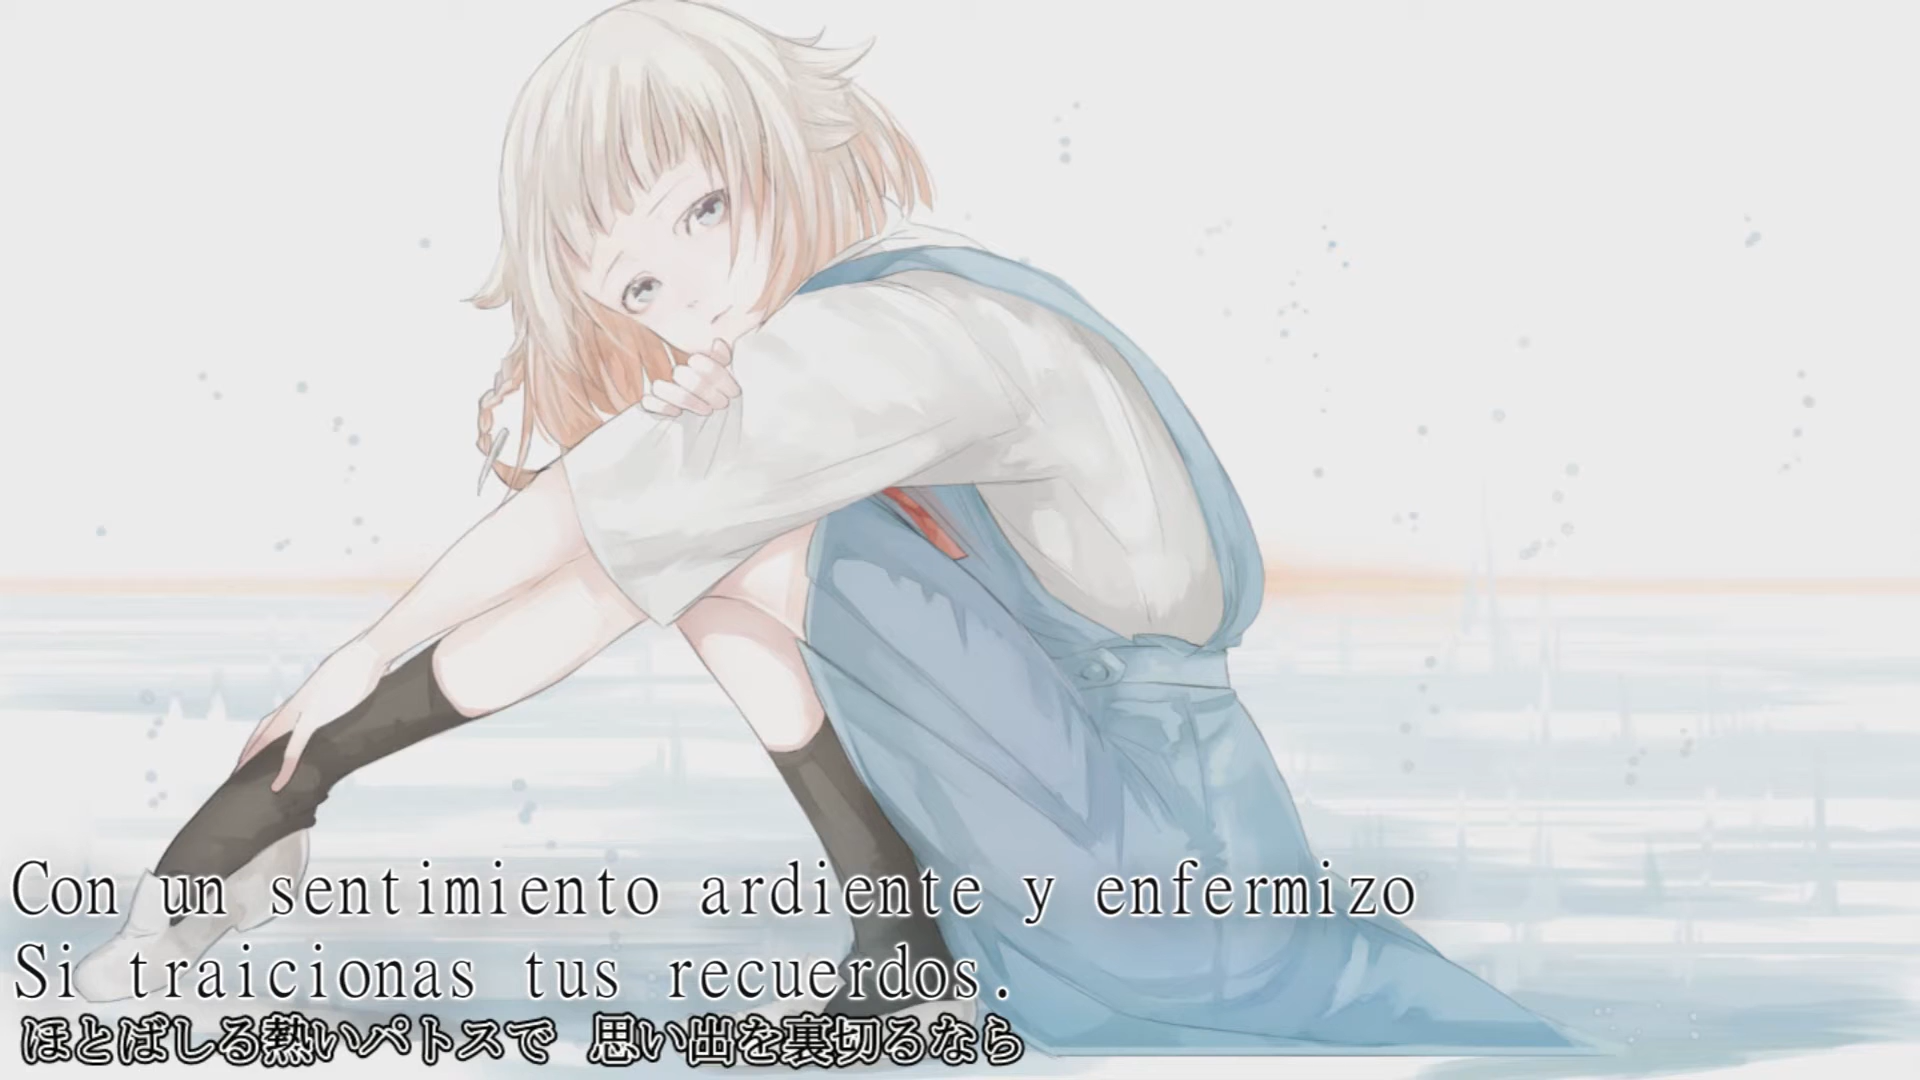 Con un sentimiento ardiente y enfermizo
Si traicionas tus recuerdos.
ほとばしる熱いパトスで 思い出を裏切るなら